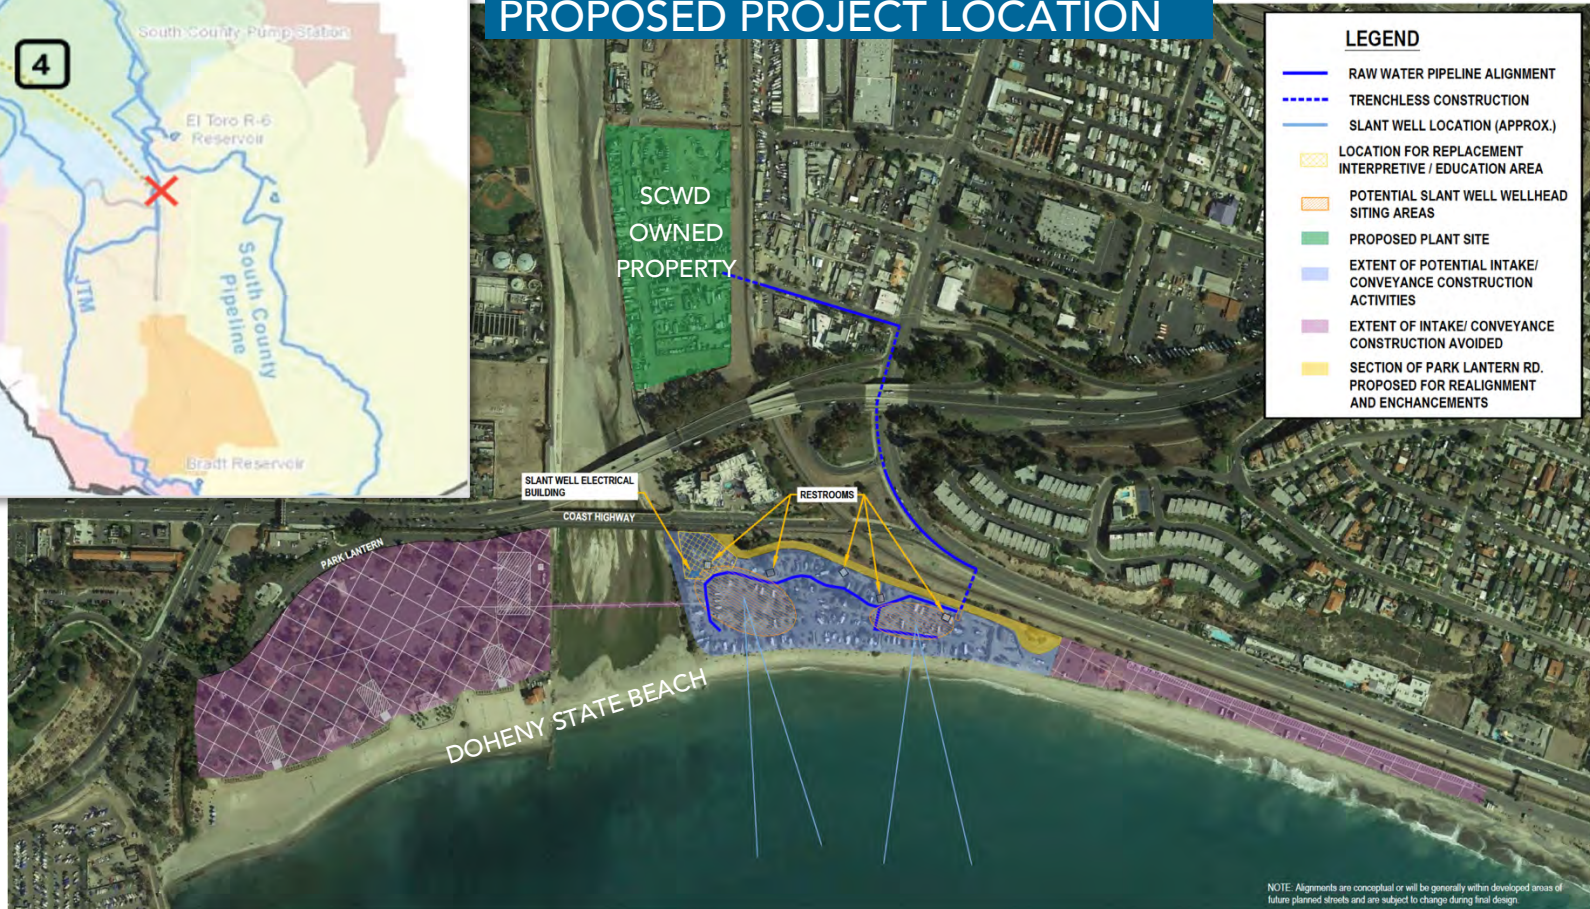 PROPOSED PROJECT LOCATION
South County Pump Station
4
El Toro R-6
Reservoir
JTM
South County
Pipeline
Bradt Reservoir
SCWD
OWNED
PROPERTY
LEGEND
RAW WATER PIPELINE ALIGNMENT
TRENCHLESS CONSTRUCTION
SLANT WELL LOCATION (APPROX.)
LOCATION FOR REPLACEMENT
INTERPRETIVE / EDUCATION AREA
POTENTIAL SLANT WELL WELLHEAD
SITING AREAS
PROPOSED PLANT SITE
EXTENT OF POTENTIAL INTAKE/
CONVEYANCE CONSTRUCTION
ACTIVITIES
EXTENT OF INTAKE/ CONVEYANCE
CONSTRUCTION AVOIDED
SECTION OF PARK LANTERN RD.
PROPOSED FOR REALIGNMENT
AND ENCHANCEMENTS
SLANT WELL ELECTRICAL
BUILDING
RESTROOMS
COAST HIGHWAY
PARK LANTERN
DOHENY STATE BEACH
NOTE: Alignments are conceptual or will be generally within developed areas of
future planned streets and are subject to change during final design.